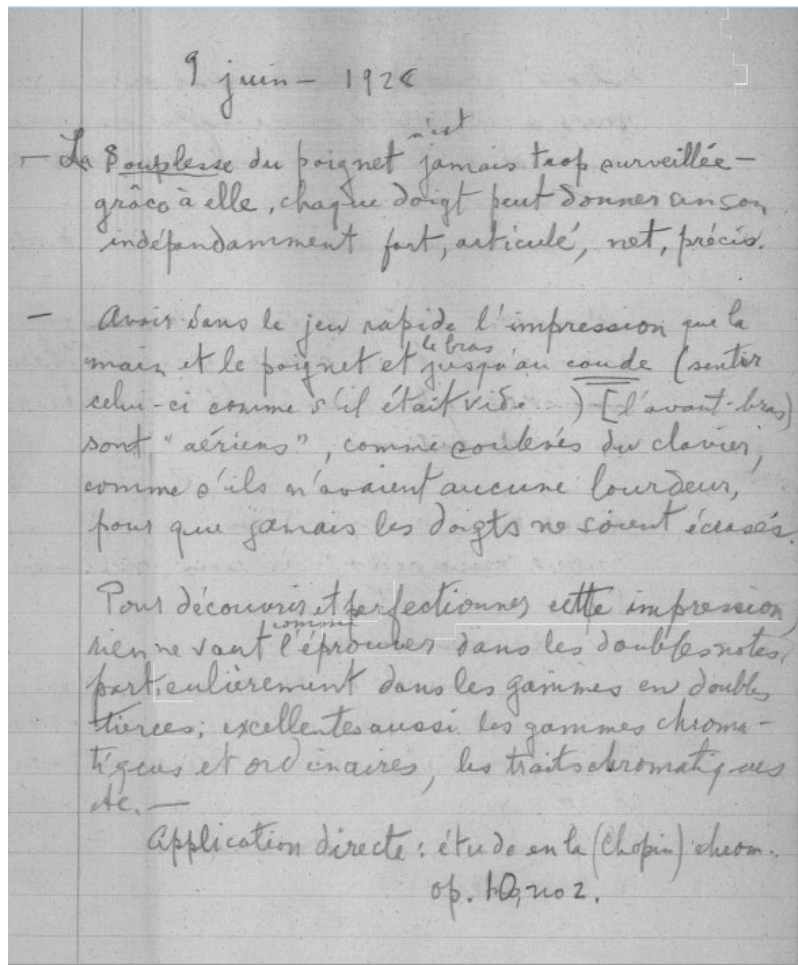 9 juin - 192
n'est
- La Souplesse du poignet jamais trop surveillée -
grâce à elle, chaque doigt peut donner un son
indépendamment fort, articulé, net, précis.
- Avoir dans le jeu rapide l'impression que la
le bras
main et le poignet et jusqu'au coude (sentir
celui-ci comme s'il était vide ) [l'avant-bras)
sont "aériens", comme soulevés du clavier,
comme s'ils n'avaient aucune lourdeur,
pour que jamais les doigts ne soient écrasés.
Pour découvrir et perfectionner cette impression,
comme
rien ne vaut l'éprouver dans les doubles notes,
particulièrement dans les gammes en doubles
tierces; excellentes aussi les gammes chroma-
tiques et ordinaires, les traits chromatiques
etc. -
Application directe : étude en la (Chopin) chrom.
op. 10, no 2.